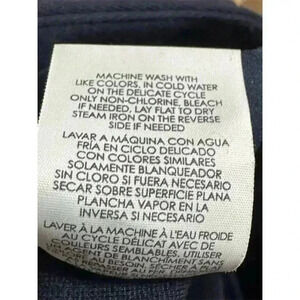 MACHINE WASH WITH
LIKE COLORS, IN COLD WATER
ON THE DELICATE CYCLE
ONLY NON-CHLORINE, BLEACH
IF NEEDED, LAY FLAT TO DRY
STEAM IRON ON THE REVERSE
SIDE IF NEEDED
LAVAR A MÁQUINA CON AGUA
FRÍA EN CICLO DELICADO
CON COLORES SIMILARES
SOLAMENTE BLANQUEADOR
SIN CLORO SI FUERA NECESARIO
SECAR SOBRE SUPERFICIE PLANA
PLANCHA VAPOR EN LA
INVERSA SI NECESARIO
LAVER À LA MACHINE À L'EAU FROIDE
AU CYCLE DÉLICAT AVEC DE
COULEURS SEMBLABLES, UTILISER
DE BLANCHIMENT SANS